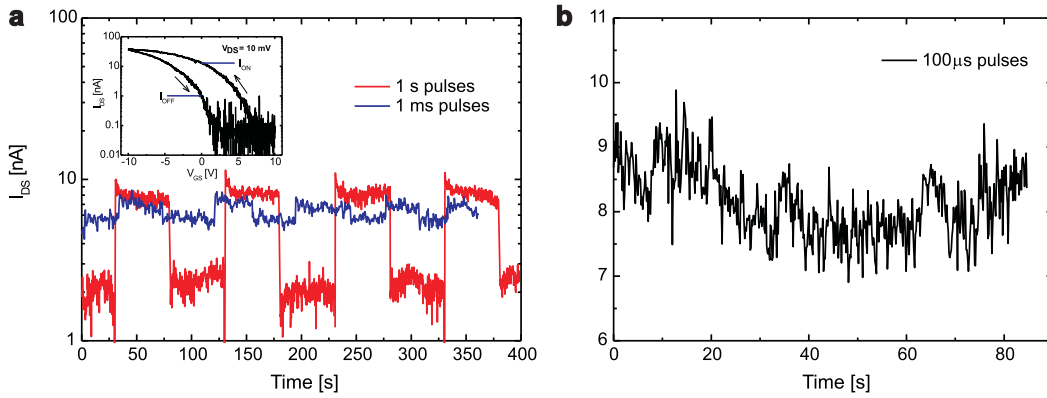 a
100
10
1
I_DS [nA]
0 50 100 150 200 250 300 350 400
Time [s]
1 s pulses
1 ms pulses
100
10
1
0.1
0.01
I_DS [nA]
-10 -5 0 5 10
V_GS [V]
V_DS = 10 mV
I_ON
I_OFF
b
11
10
9
8
7
6
0 20 40 60 80
Time [s]
100µs pulses